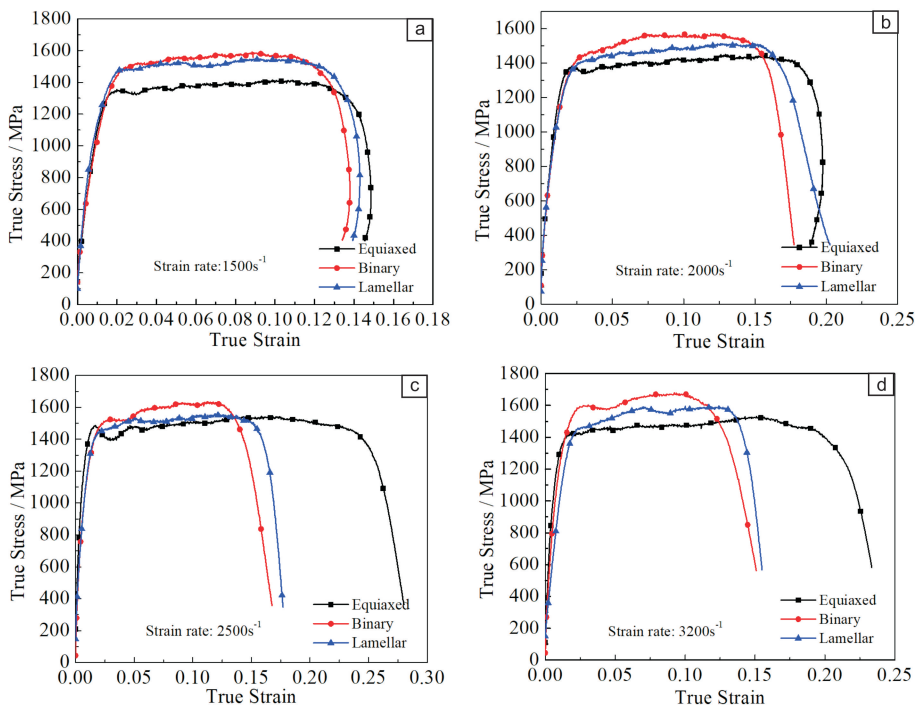 a
True Stress / MPa
1800
1600
1400
1200
1000
800
600
400
200
0
Equiaxed
Binary
Lamellar
Strain rate:1500s-1
0.00 0.02 0.04 0.06 0.08 0.10 0.12 0.14 0.16 0.18
True Strain
b
True Stress / MPa
1600
1400
1200
1000
800
600
400
200
0
Equiaxed
Binary
Lamellar
Strain rate: 2000s-1
0.00 0.05 0.10 0.15 0.20 0.25
True Strain
c
True Stress / MPa
1800
1600
1400
1200
1000
800
600
400
200
0
Equiaxed
Binary
Lamellar
Strain rate: 2500s-1
0.00 0.05 0.10 0.15 0.20 0.25 0.30
True Strain
d
True Stress / MPa
1800
1600
1400
1200
1000
800
600
400
200
0
Equiaxed
Binary
Lamellar
Strain rate: 3200s-1
0.00 0.05 0.10 0.15 0.20 0.25
True Strain